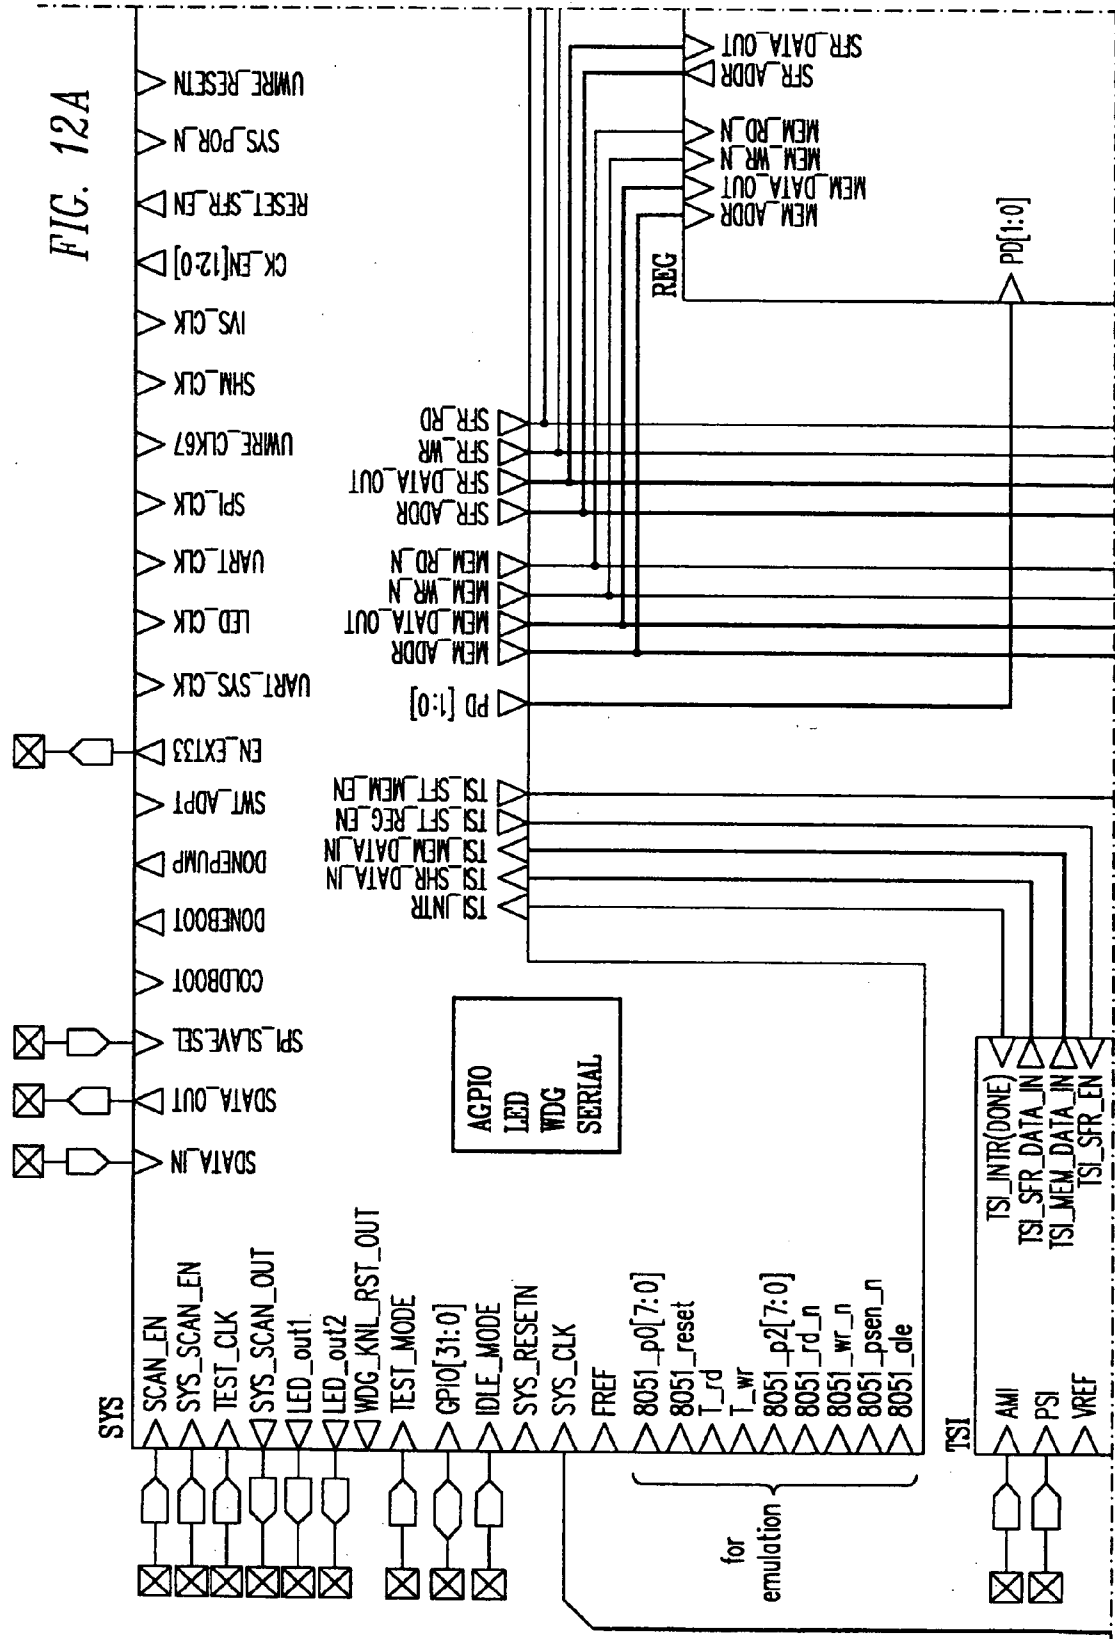 FIG. 12A
SYS
SCAN_EN
SYS_SCAN_EN
TEST_CLK
SYS_SCAN_OUT
LED_out1
LED_out2
WDG_KNL_RST_OUT
TEST_MODE
GPIO[31:0]
IDLE_MODE
SYS_RESETN
SYS_CLK
FREF
8051_p0[7:0]
8051_reset
T_rd
T_wr
8051_p2[7:0]
8051_rd_n
8051_wr_n
8051_psen_n
8051_ale
for
emulation
SDATA_IN
SDATA_OUT
SPI_SLAVESEL
COLDBOOT
DONEBOOT
DONEPUMP
SWT_ADPT
EN_EXT33
UART_SYS_CLK
LED_CLK
UART_CLK
SPI_CLK
UWIRE_CLK67
SHM_CLK
IVS_CLK
CK_EN[12:0]
RESET_SFR_EN
SYS_POR_N
UWIRE_RESETN
AGPIO
LED
WDG
SERIAL
TSI_INTR
TSI_SHR_DATA_IN
TSI_MEM_DATA_IN
TSI_SFT_REG_EN
TSI_SFT_MEM_EN
PD [1:0]
MEM_ADDR
MEM_DATA_OUT
MEM_WR_N
MEM_RD_N
SFR_ADDR
SFR_DATA_OUT
SFR_WR
SFR_RD
TSI
AMI
PSI
VREF
TSI_INTR(DONE)
TSI_SFR_DATA_IN
TSI_MEM_DATA_IN
TSI_SFR_EN
REG
PD[1:0]
MEM_ADDR
MEM_DATA_OUT
MEM_WR_N
MEM_RD_N
SFR_ADDR
SFR_DATA_OUT